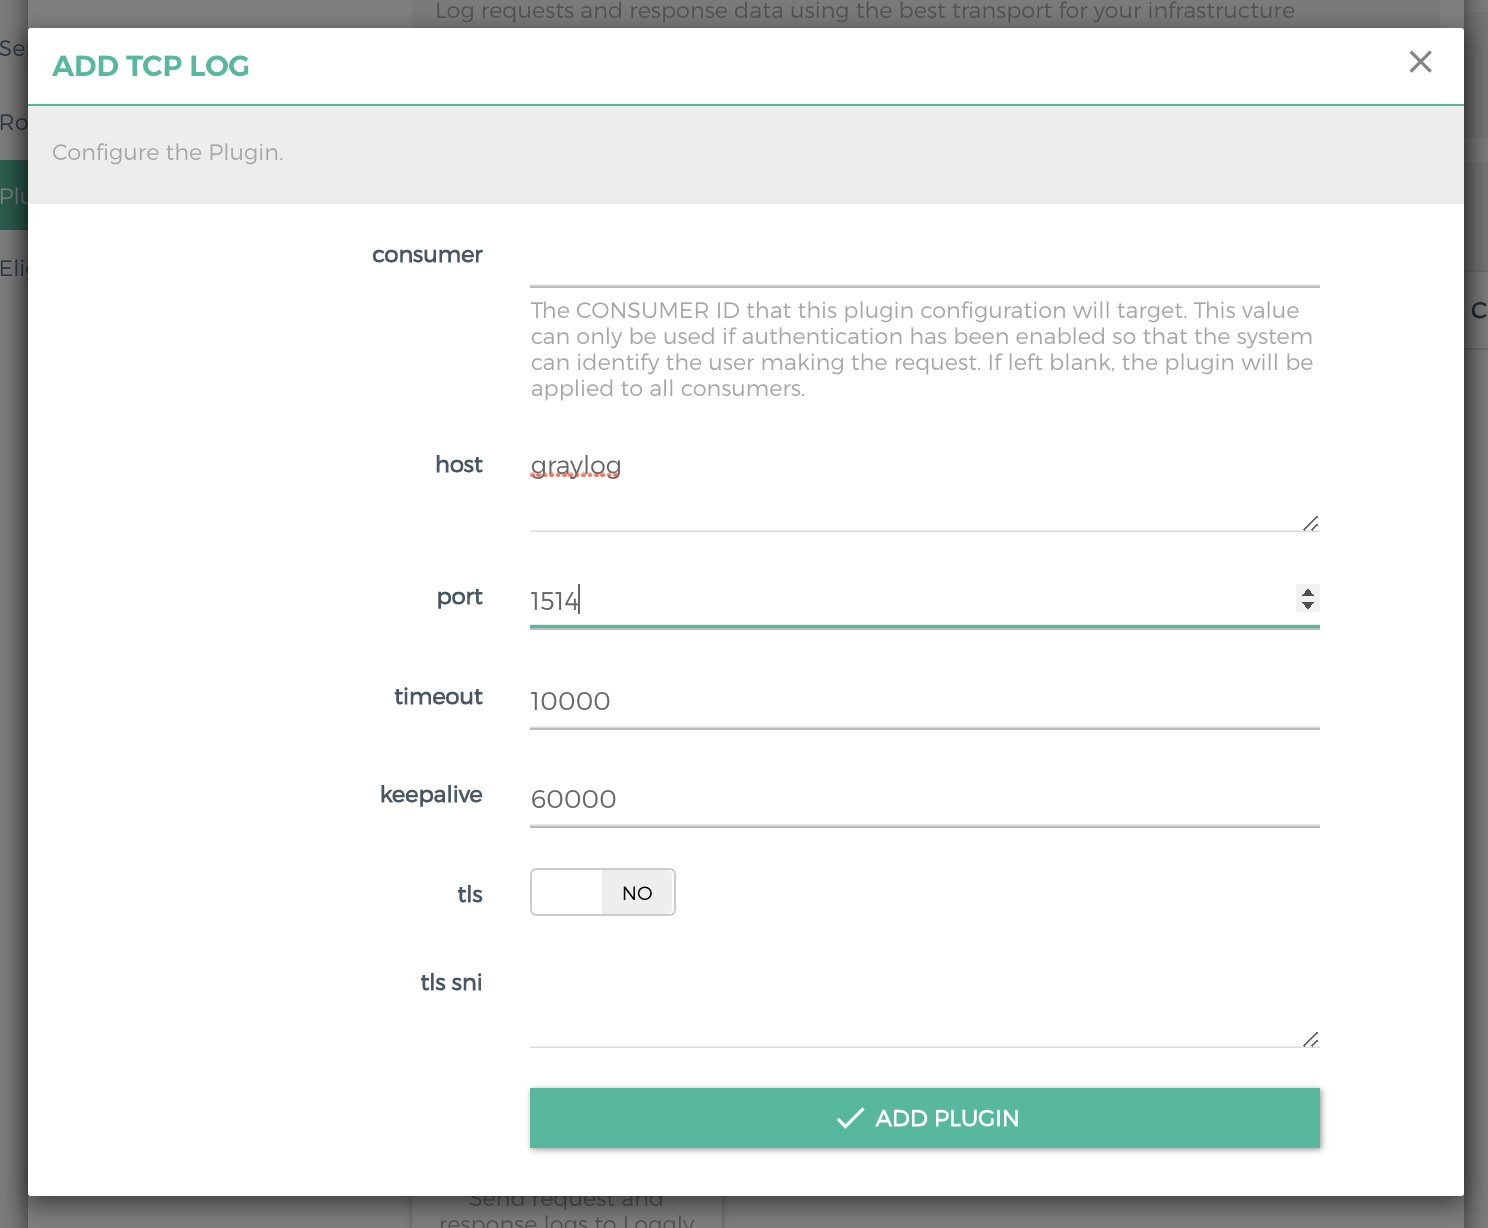 Log requests and response data using the best transport for your infrastructure
Se
ADD TCP LOG
Ro
Configure the Plugin.
Plu
consumer
Elig
The CONSUMER ID that this plugin configuration will target. This value
can only be used if authentication has been enabled so that the system
can identify the user making the request. If left blank, the plugin will be
applied to all consumers.
C
host
graylog
port
1514
timeout
10000
keepalive
60000
tls
NO
tls sni
ADD PLUGIN
Send request and
response logs to Loggly